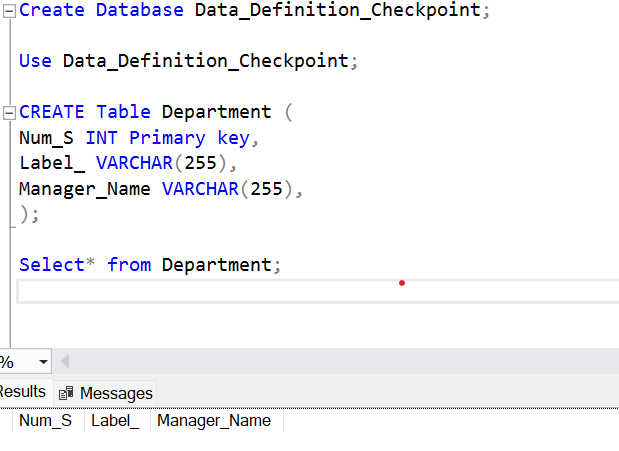 Create Database Data_Definition_Checkpoint;
Use Data_Definition_Checkpoint;
CREATE Table Department (
Num_S INT Primary key,
Label_ VARCHAR(255),
Manager_Name VARCHAR(255),
);
Select* from Department;
%
Results Messages
Num_S Label_ Manager_Name